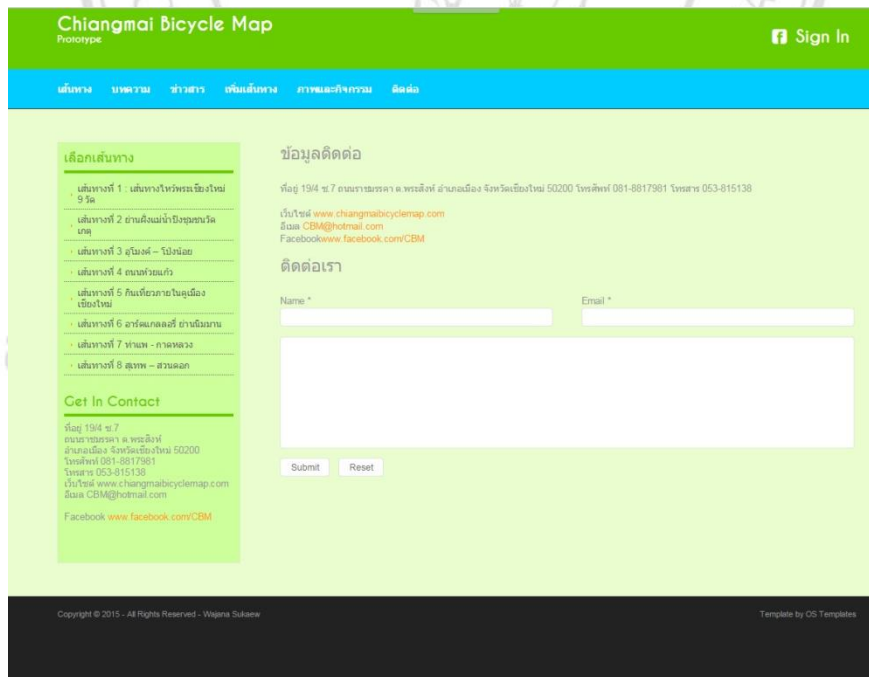 Chiangmai Bicycle Map
Prototype
Sign In
เส้นทาง บทความ ข่าวสาร เพิ่มเส้นทาง ภาพและกิจกรรม ติดต่อ
เลือกเส้นทาง
เส้นทางที่ 1 : เส้นทางไหว้พระเชียงใหม่
9 วัด
เส้นทางที่ 2 ย่านฝั่งแม่น้ำปิงชุมชนวัด
เกตุ
เส้นทางที่ 3 อุโมงค์ – โป่งน้อย
เส้นทางที่ 4 ถนนห้วยแก้ว
เส้นทางที่ 5 กินเที่ยวภายในคูเมือง
เชียงใหม่
เส้นทางที่ 6 อาร์ตแกลลอรี่ ย่านนิมมาน
เส้นทางที่ 7 ท่าแพ - กาดหลวง
เส้นทางที่ 8 สุเทพ – สวนดอก
Get In Contact
ที่อยู่ 19/4 ซ.7
ถนนราชมรรคา ต.พระสิงห์
อำเภอเมือง จังหวัดเชียงใหม่ 50200
โทรศัพท์ 081-8817981
โทรสาร 053-815138
เว็บไซต์ www.chiangmaibicyclemap.com
อีเมล CBM@hotmail.com
Facebook www.facebook.com/CBM
ข้อมูลติดต่อ
ที่อยู่ 19/4 ซ.7 ถนนราชมรรคา ต.พระสิงห์ อำเภอเมือง จังหวัดเชียงใหม่ 50200 โทรศัพท์ 081-8817981 โทรสาร 053-815138
เว็บไซต์ www.chiangmaibicyclemap.com
อีเมล CBM@hotmail.com
Facebookwww.facebook.com/CBM
ติดต่อเรา
Name * Email *
Submit Reset
Copyright © 2015 - All Rights Reserved - Wajana Sukaew
Template by OS Templates